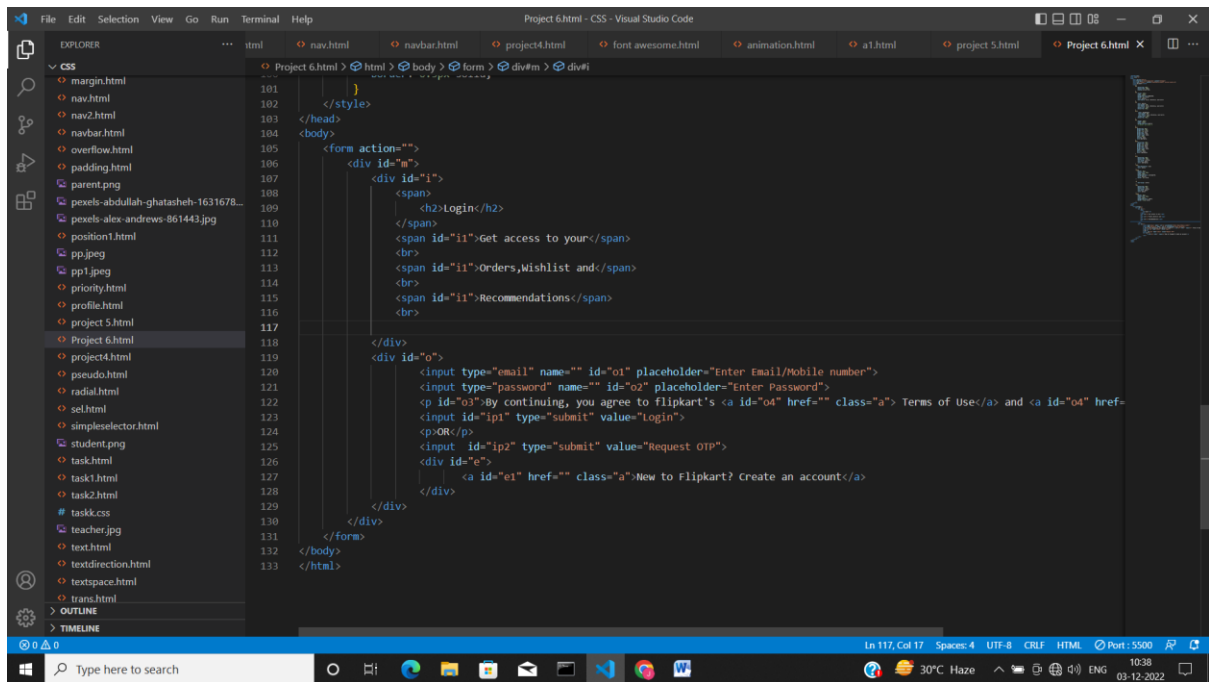 File Edit Selection View Go Run Terminal Help Project 6.html - CSS - Visual Studio Code
EXPLORER ···
nav.html navbar.html project4.html font awesome.html animation.html a1.html project 5.html Project 6.html
CSS
Project 6.html > html > body > form > div#m > div#i
margin.html
nav.html
nav2.html
navbar.html
overflow.html
padding.html
parent.png
pexels-abdullah-ghatasheh-1631678...
pexels-alex-andrews-861443.jpg
position1.html
pp.jpeg
pp1.jpeg
priority.html
profile.html
project 5.html
Project 6.html
project4.html
pseudo.html
radial.html
sel.html
simpleselector.html
student.png
task.html
task1.html
task2.html
taskk.css
teacher.jpg
text.html
textdirection.html
textspace.html
trans.html
OUTLINE
TIMELINE
101 }
102 </style>
103 </head>
104 <body>
105 <form action="">
106 <div id="m">
107 <div id="i">
108 <span>
109 <h2>Login</h2>
110 </span>
111 <span id="i1">Get access to your</span>
112 <br>
113 <span id="i1">Orders,Wishlist and</span>
114 <br>
115 <span id="i1">Recommendations</span>
116 <br>
117
118 </div>
119 <div id="o">
120 <input type="email" name="" id="o1" placeholder="Enter Email/Mobile number">
121 <input type="password" name="" id="o2" placeholder="Enter Password">
122 <p id="o3">By continuing, you agree to flipkart's <a id="o4" href="" class="a"> Terms of Use</a> and <a id="o4" href=
123 <input id="ip1" type="submit" value="Login">
124 <p>OR</p>
125 <input  id="ip2" type="submit" value="Request OTP">
126 <div id="e">
127 <a id="e1" href="" class="a">New to Flipkart? Create an account</a>
128 </div>
129 </div>
130 </div>
131 </form>
132 </body>
133 </html>
0 0 Ln 117, Col 17 Spaces: 4 UTF-8 CRLF HTML Port : 5500
Type here to search 30°C Haze ENG 10:38
03-12-2022